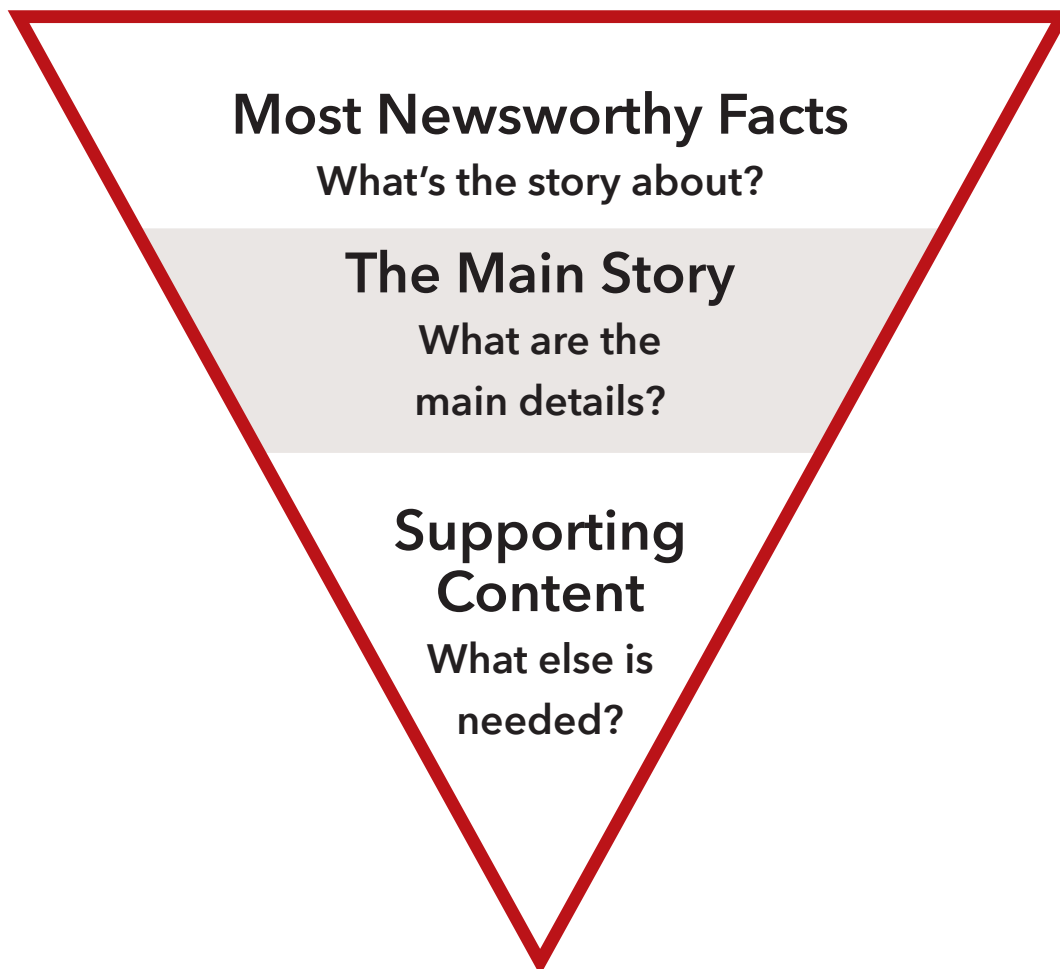 Most Newsworthy Facts
What’s the story about?
The Main Story
What are the
main details?
Supporting
Content
What else is
needed?